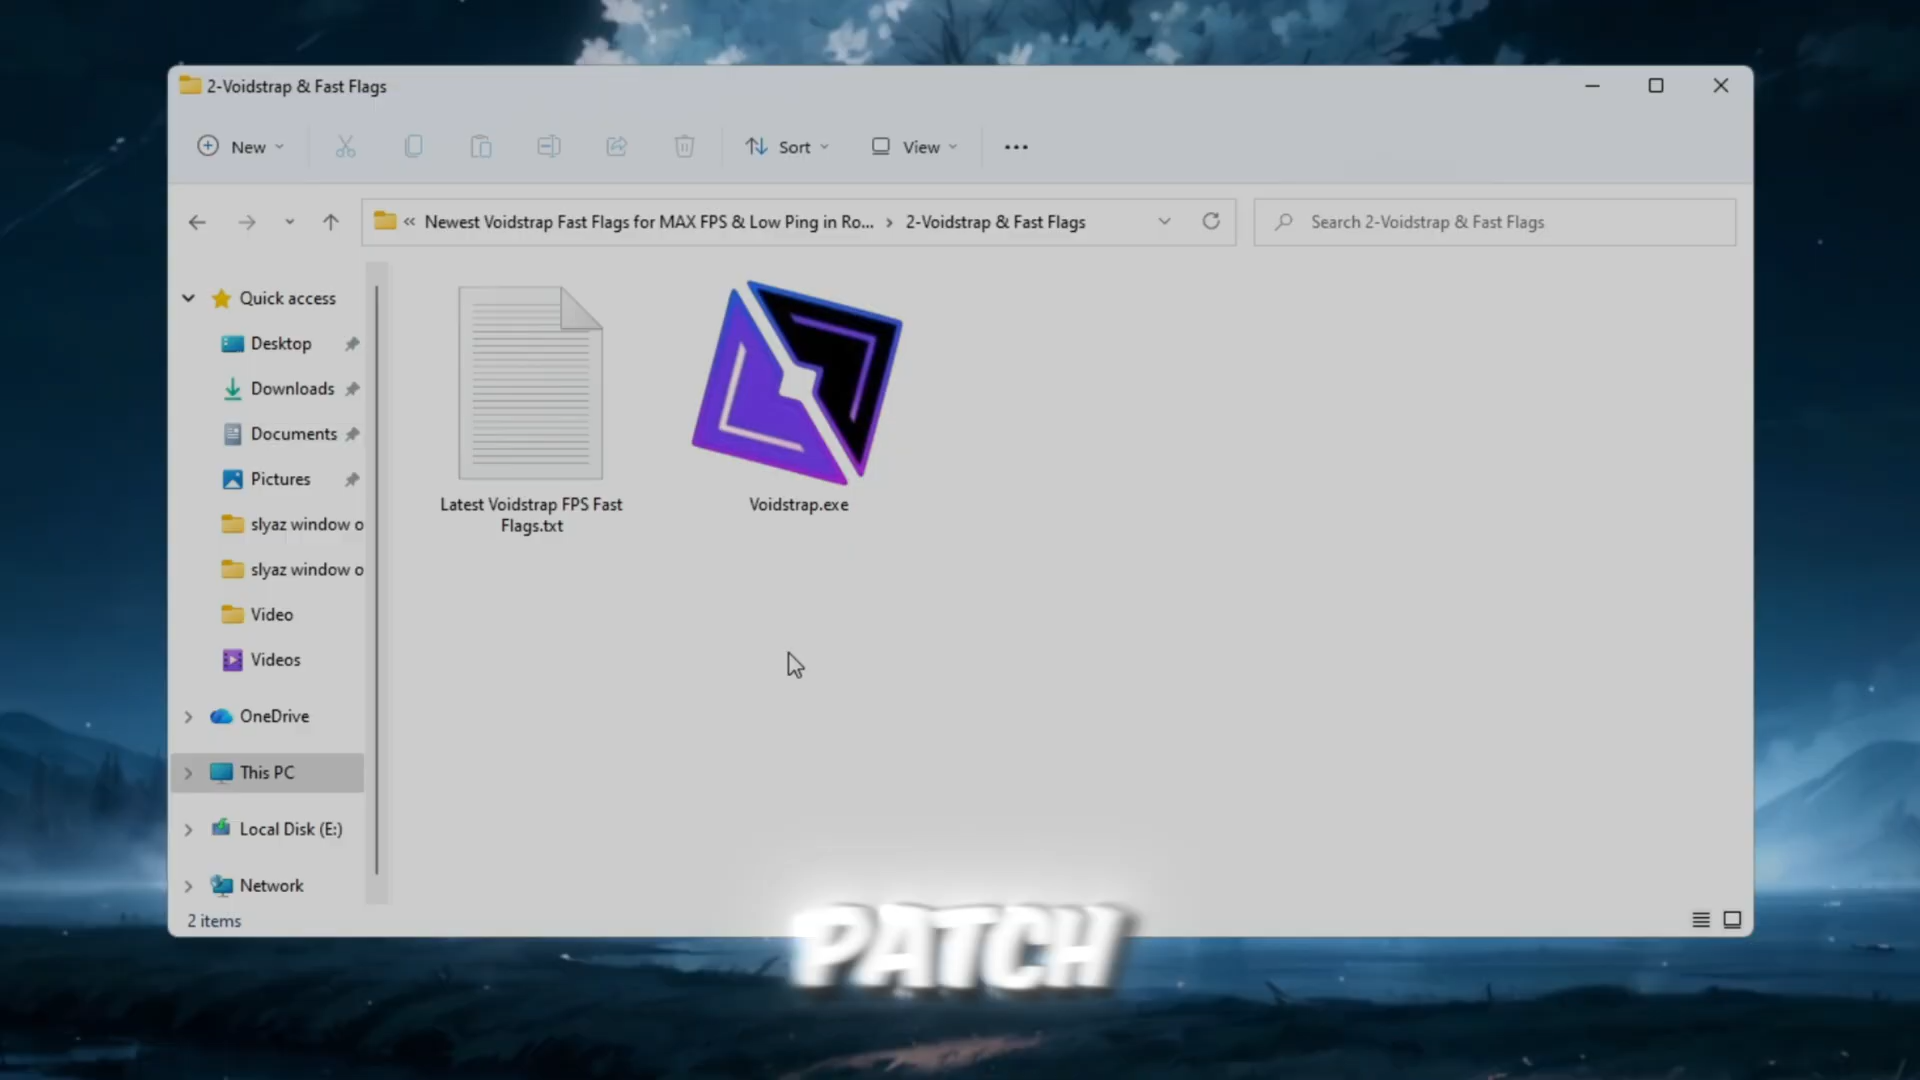 2-Voidstrap & Fast Flags
New
Sort
View
« Newest Voidstrap Fast Flags for MAX FPS & Low Ping in Ro... › 2-Voidstrap & Fast Flags
Search 2-Voidstrap & Fast Flags
Quick access
Desktop
Downloads
Documents
Pictures
slyaz window o
slyaz window o
Video
Videos
OneDrive
This PC
Local Disk (E:)
Network
Latest Voidstrap FPS Fast
Flags.txt
Voidstrap.exe
2 items
PATCH